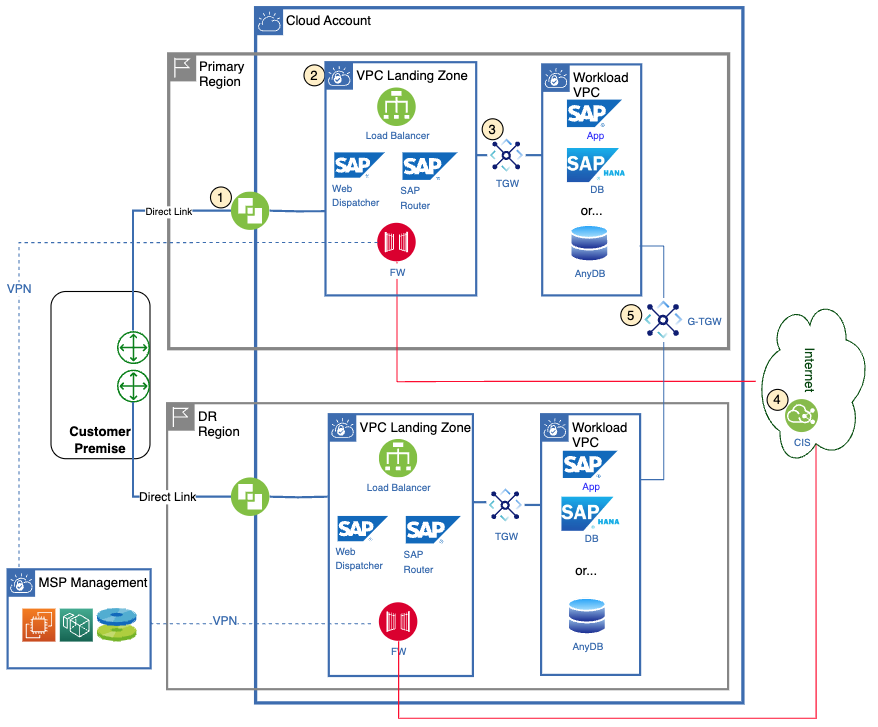 Cloud Account
Primary
Region
2
VPC Landing Zone
Load Balancer
SAP
Web
Dispatcher
SAP
SAP
Router
FW
3
TGW
Workload
VPC
SAP
App
SAP HANA
DB
or...
AnyDB
1
Direct Link
VPN
5
G-TGW
Internet
4
CIS
Customer
Premise
DR
Region
VPC Landing Zone
Load Balancer
SAP
Web
Dispatcher
SAP
SAP
Router
FW
TGW
Workload
VPC
SAP
App
SAP HANA
DB
or...
AnyDB
Direct Link
MSP Management
VPN